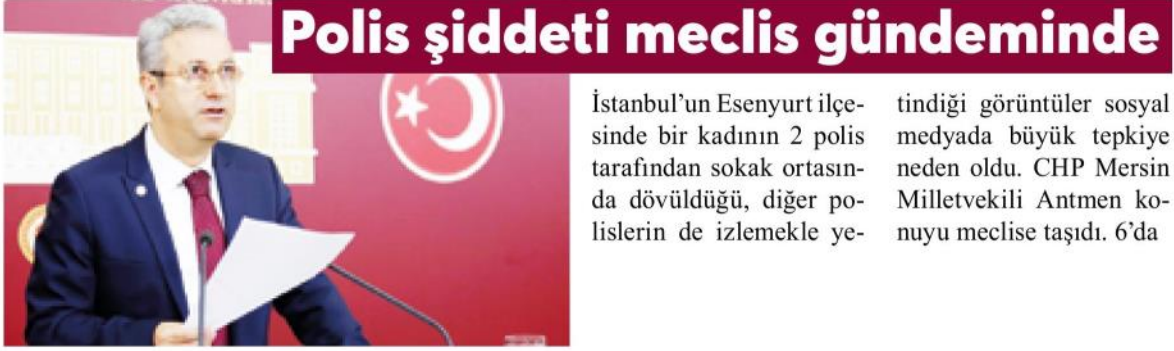 Polis şiddeti meclis gündeminde
İstanbul'un Esenyurt ilçe-
sinde bir kadının 2 polis
tarafından sokak ortasın-
da dövüldüğü, diğer po-
lislerin de izlemekle ye-
tindiği görüntüler sosyal
medyada büyük tepkiye
neden oldu. CHP Mersin
Milletvekili Antmen ko-
nuyu meclise taşıdı. 6'da